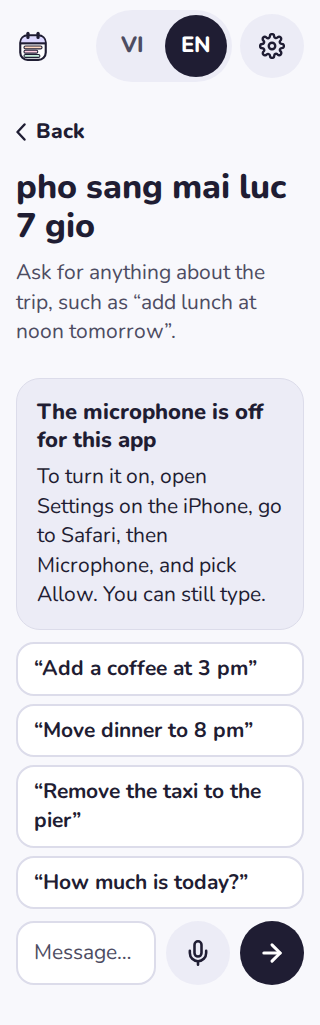 VI EN
Back
pho sang mai luc
7 gio
Ask for anything about the
trip, such as “add lunch at
noon tomorrow”.
The microphone is off
for this app
To turn it on, open
Settings on the iPhone, go
to Safari, then
Microphone, and pick
Allow. You can still type.
“Add a coffee at 3 pm”
“Move dinner to 8 pm”
“Remove the taxi to the
pier”
“How much is today?”
Message...